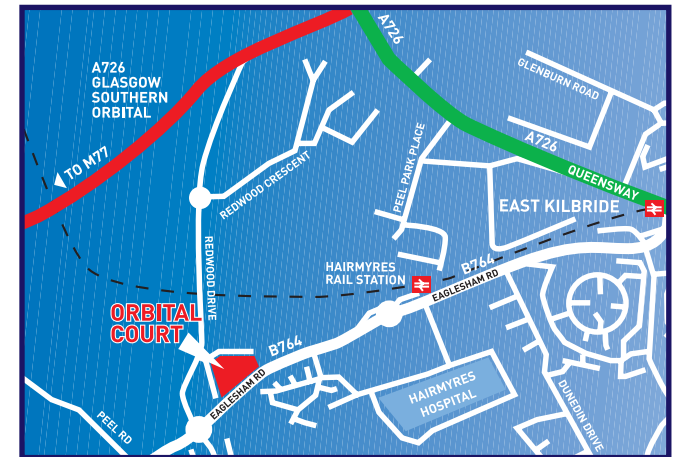 A726
A726
GLASGOW
SOUTHERN
ORBITAL
GLENBURN ROAD
TO M77
A726
QUEENSWAY
PEEL PARK PLACE
REDWOOD CRESCENT
EAST KILBRIDE
REDWOOD DRIVE
HAIRMYRES
RAIL STATION
B764
EAGLESHAM RD
ORBITAL
COURT
B764
EAGLESHAM RD
HAIRMYRES
HOSPITAL
DUNEDIN DRIVE
PEEL RD